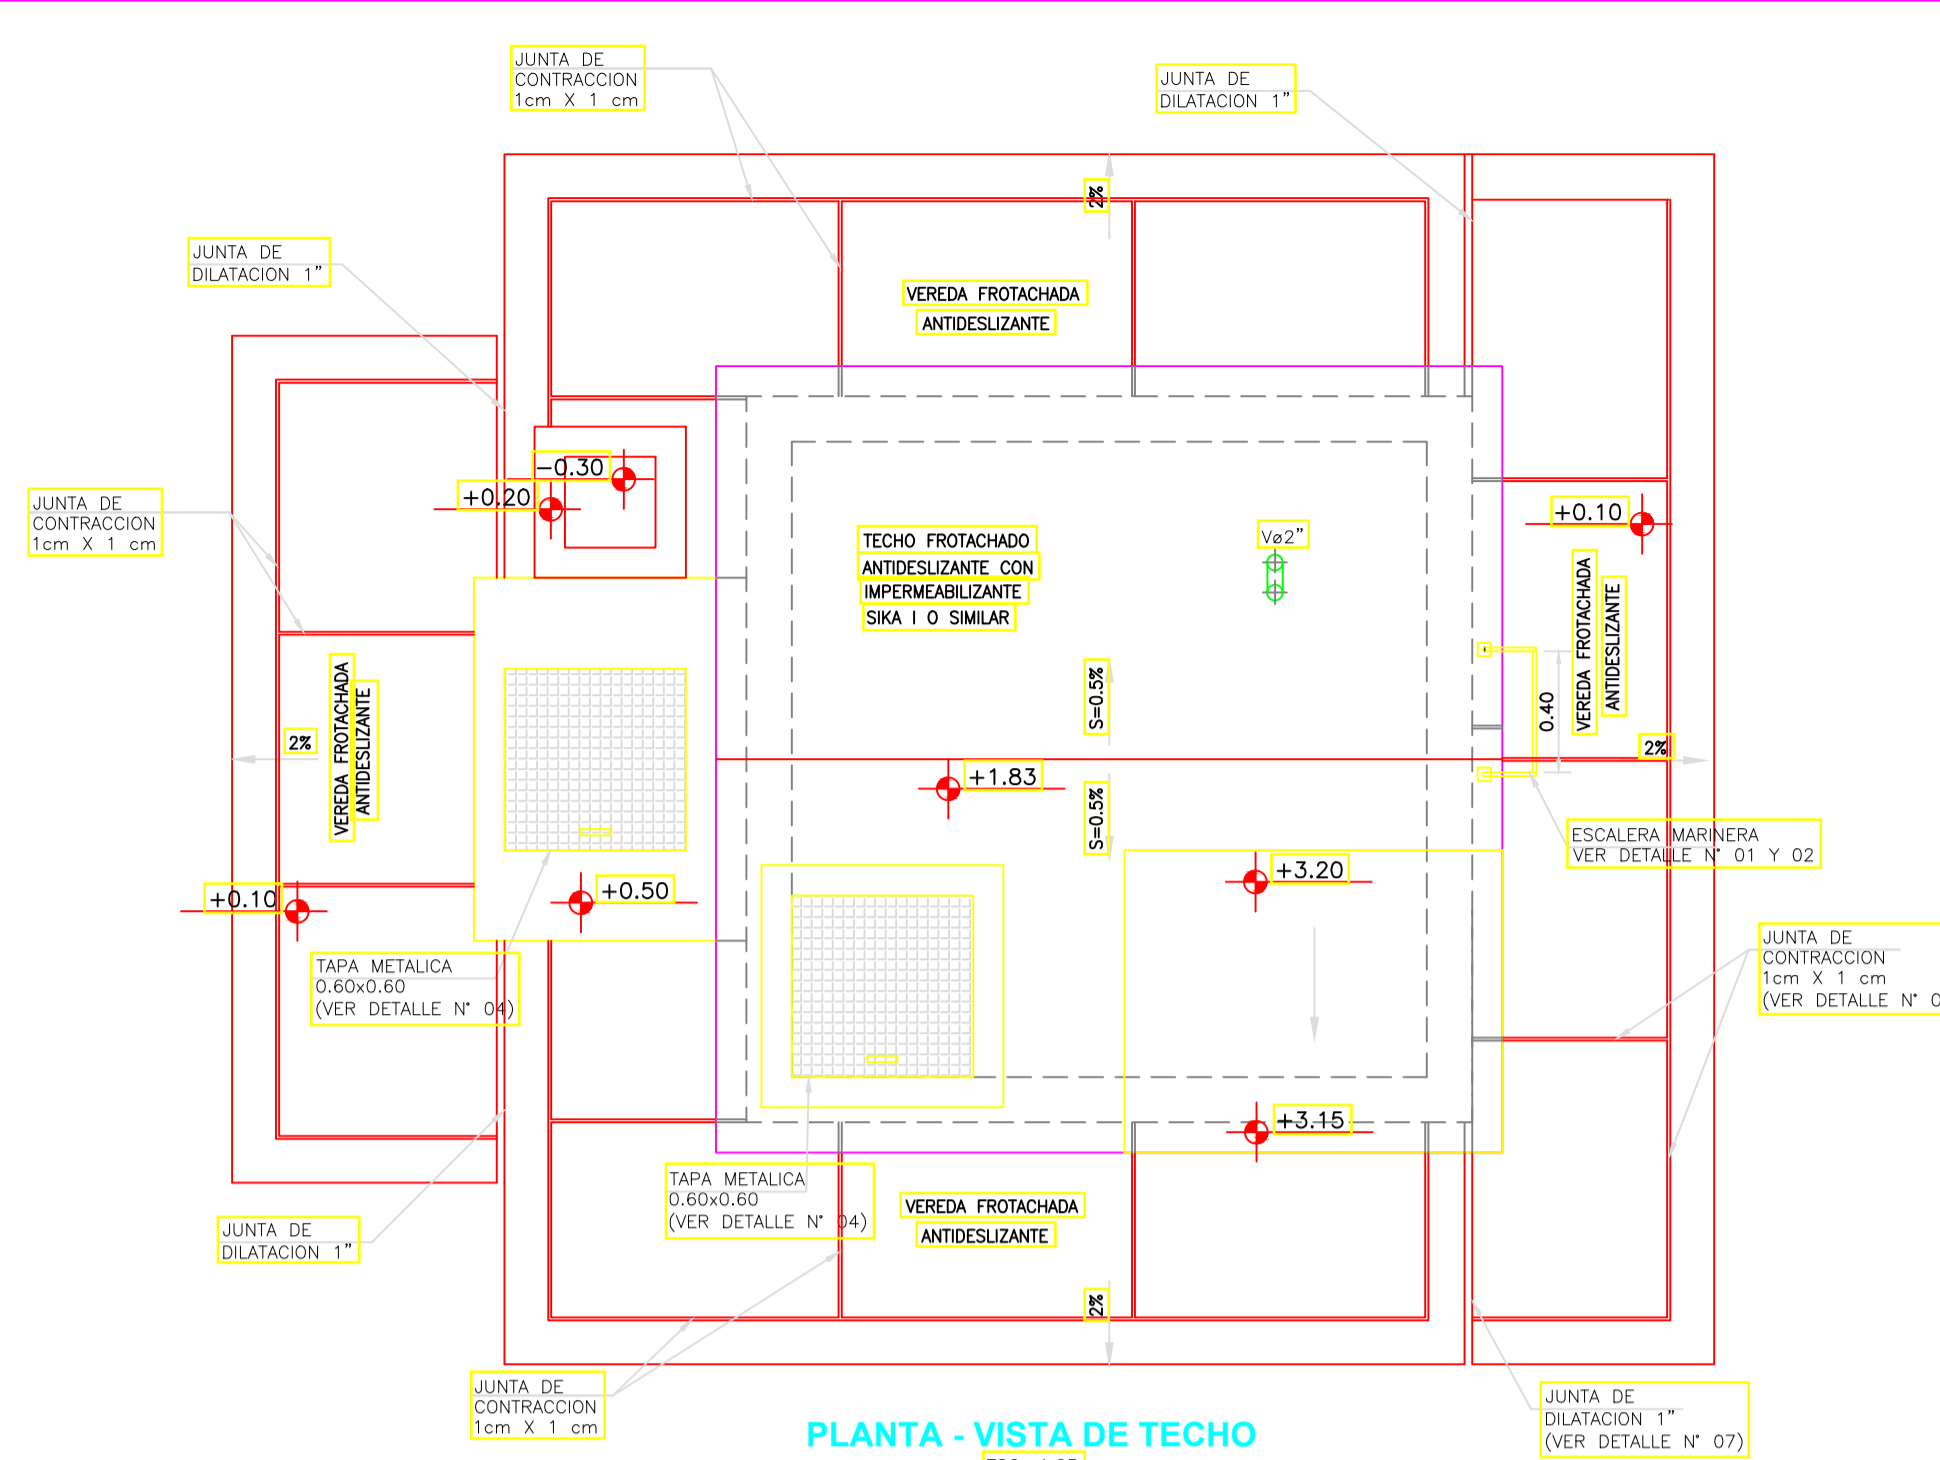 JUNTA DE
CONTRACCION
1cm X 1 cm
JUNTA DE
DILATACION 1"
2%
JUNTA DE
DILATACION 1"
VEREDA FROTACHADA
ANTIDESLIZANTE
-0.30
+0.20
JUNTA DE
CONTRACCION
1cm X 1 cm
+0.10
TECHO FROTACHADO
ANTIDESLIZANTE CON
IMPERMEABILIZANTE
SIKA I O SIMILAR
Vø2"
VEREDA FROTACHADA
ANTIDESLIZANTE
S=0.5%
0.40
VEREDA FROTACHADA
ANTIDESLIZANTE
2%
2%
+1.83
S=0.5%
ESCALERA MARINERA
VER DETALLE N° 01 Y 02
+3.20
+0.50
+0.10
JUNTA DE
CONTRACCION
1cm X 1 cm
(VER DETALLE N°
TAPA METALICA
0.60x0.60
(VER DETALLE N° 04)
+3.15
TAPA METALICA
0.60x0.60
(VER DETALLE N° 04)
VEREDA FROTACHADA
ANTIDESLIZANTE
JUNTA DE
DILATACION 1"
2%
JUNTA DE
CONTRACCION
1cm X 1 cm
JUNTA DE
DILATACION 1"
(VER DETALLE N° 07)
PLANTA - VISTA DE TECHO